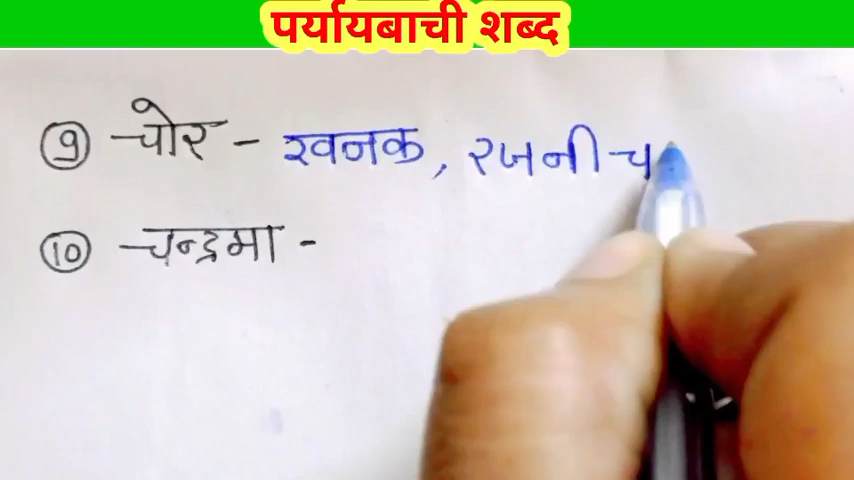 पर्यायबाची शब्द
9 चोर - खनक, रजनीच
10 चन्द्रमा -